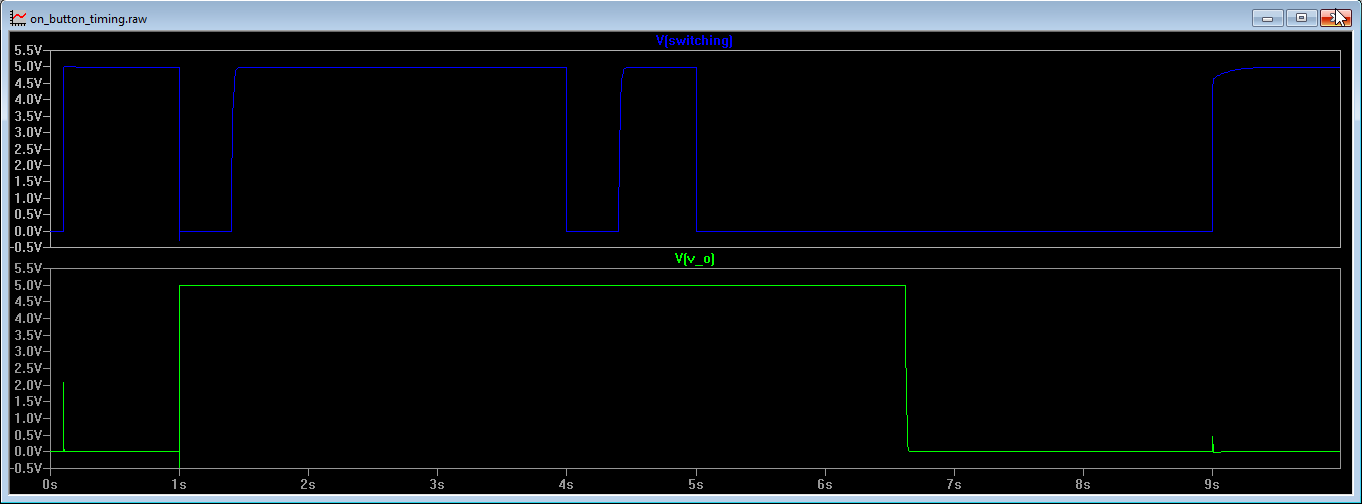 on_button_timing.raw
V(switching)
5.5V
5.0V
4.5V
4.0V
3.5V
3.0V
2.5V
2.0V
1.5V
1.0V
0.5V
0.0V
-0.5V
V(v_o)
5.5V
5.0V
4.5V
4.0V
3.5V
3.0V
2.5V
2.0V
1.5V
1.0V
0.5V
0.0V
-0.5V
0s 1s 2s 3s 4s 5s 6s 7s 8s 9s